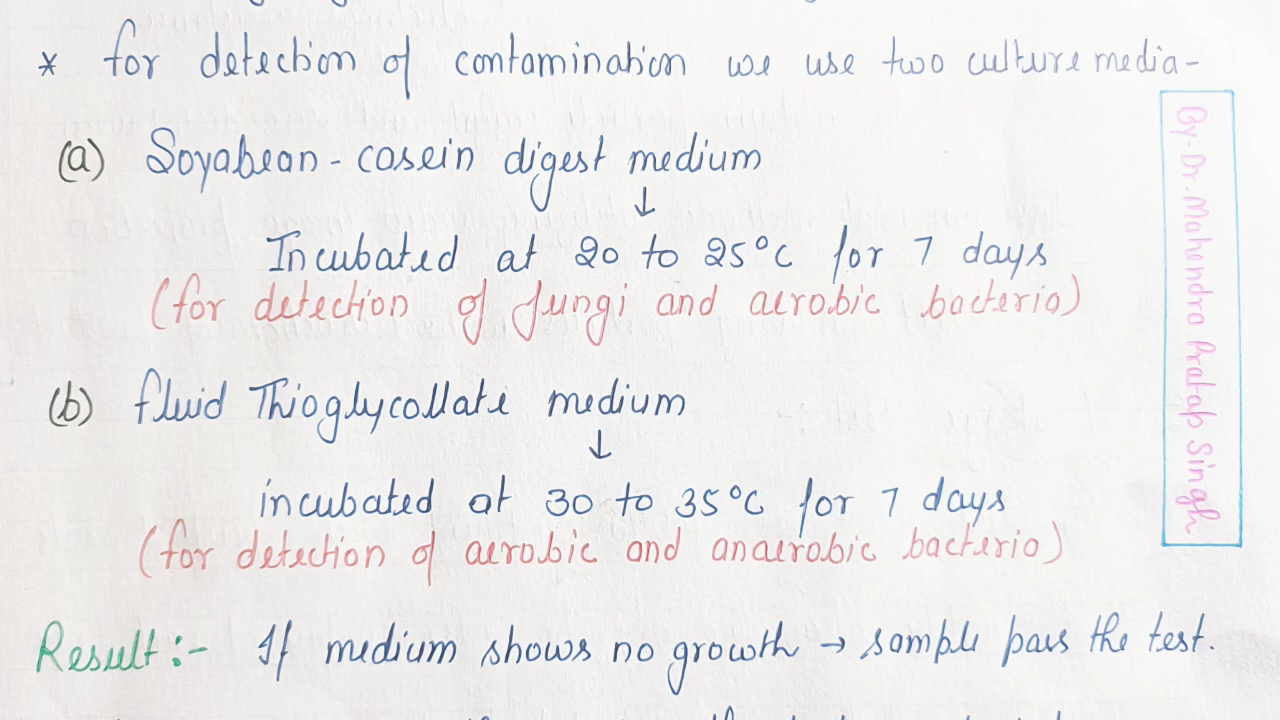 * for detection of contamination we use two culture media-
(a) Soyabean-casein digest medium
↓
Incubated at 20 to 25°C for 7 days
(for detection of fungi and aerobic bacteria)
(b) fluid Thioglycollate medium
↓
incubated at 30 to 35°C for 7 days
(for detection of aerobic and anaerobic bacteria)
Result:- If medium shows no growth → sample pass the test.
By-Dr. Mahendra Pratap Singh